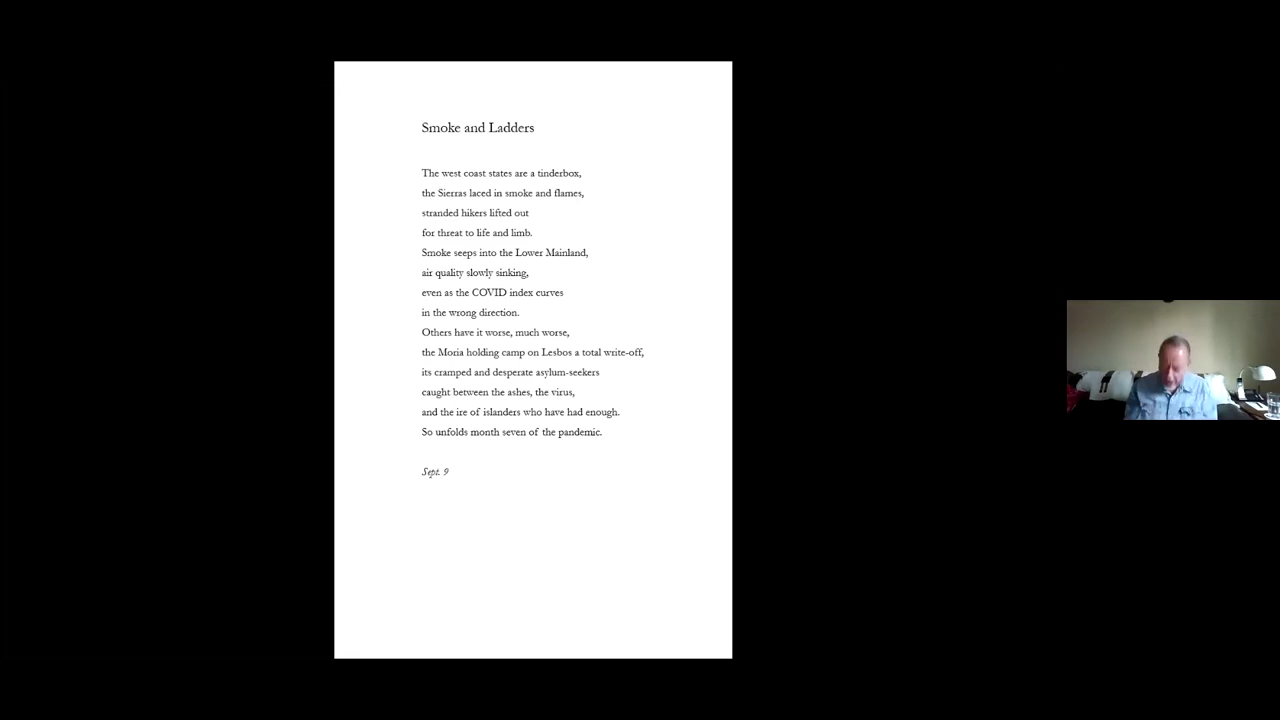 Smoke and Ladders
The west coast states are a tinderbox,
the Sierras laced in smoke and flames,
stranded hikers lifted out
for threat to life and limb.
Smoke seeps into the Lower Mainland,
air quality slowly sinking,
even as the COVID index curves
in the wrong direction.
Others have it worse, much worse,
the Moria holding camp on Lesbos a total write-off,
its cramped and desperate asylum-seekers
caught between the ashes, the virus,
and the ire of islanders who have had enough.
So unfolds month seven of the pandemic.
Sept. 9